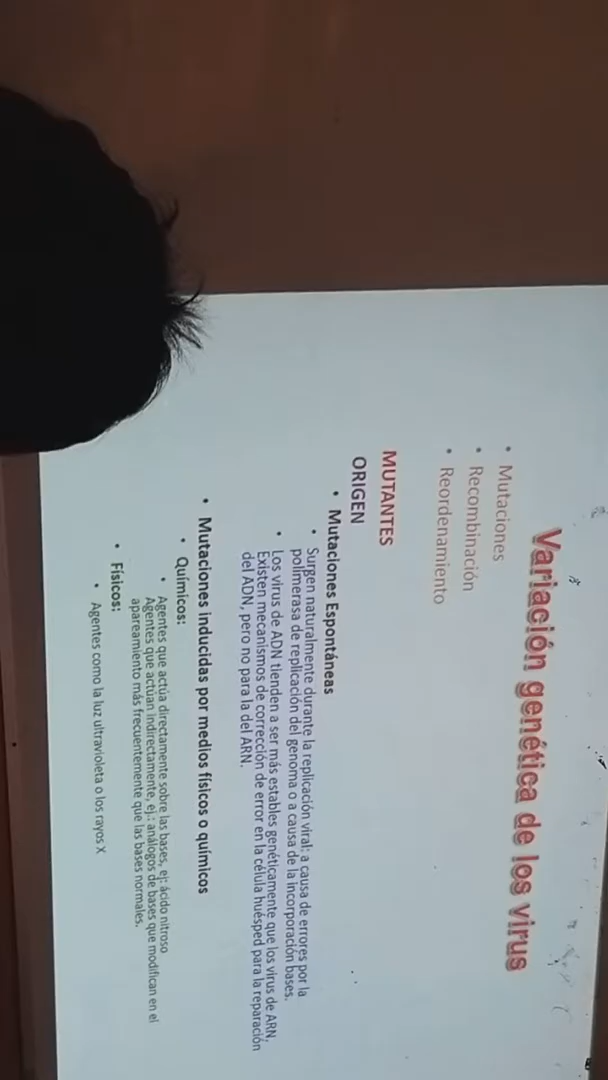 Variación genética de los virus
• Mutaciones
• Recombinación
• Reordenamiento
MUTANTES
ORIGEN
• Mutaciones Espontáneas
• Surgen naturalmente durante la replicación viral: a causa de errores por la
polimerasa de replicación del genoma o a causa de la incorporación bases.
• Los virus de ADN tienden a ser más estables genéticamente que los virus de ARN.
Existen mecanismos de corrección de error en la célula huésped para la reparación
del ADN, pero no para la del ARN.
• Mutaciones inducidas por medios físicos o químicos
• Químicos:
• Agentes que actúa directamente sobre las bases, ej: ácido nitroso
Agentes que actúan indirectamente, ej.: análogos de bases que modifican en el
apareamiento más frecuentemente que las bases normales.
• Físicos:
• Agentes como la luz ultravioleta o los rayos X